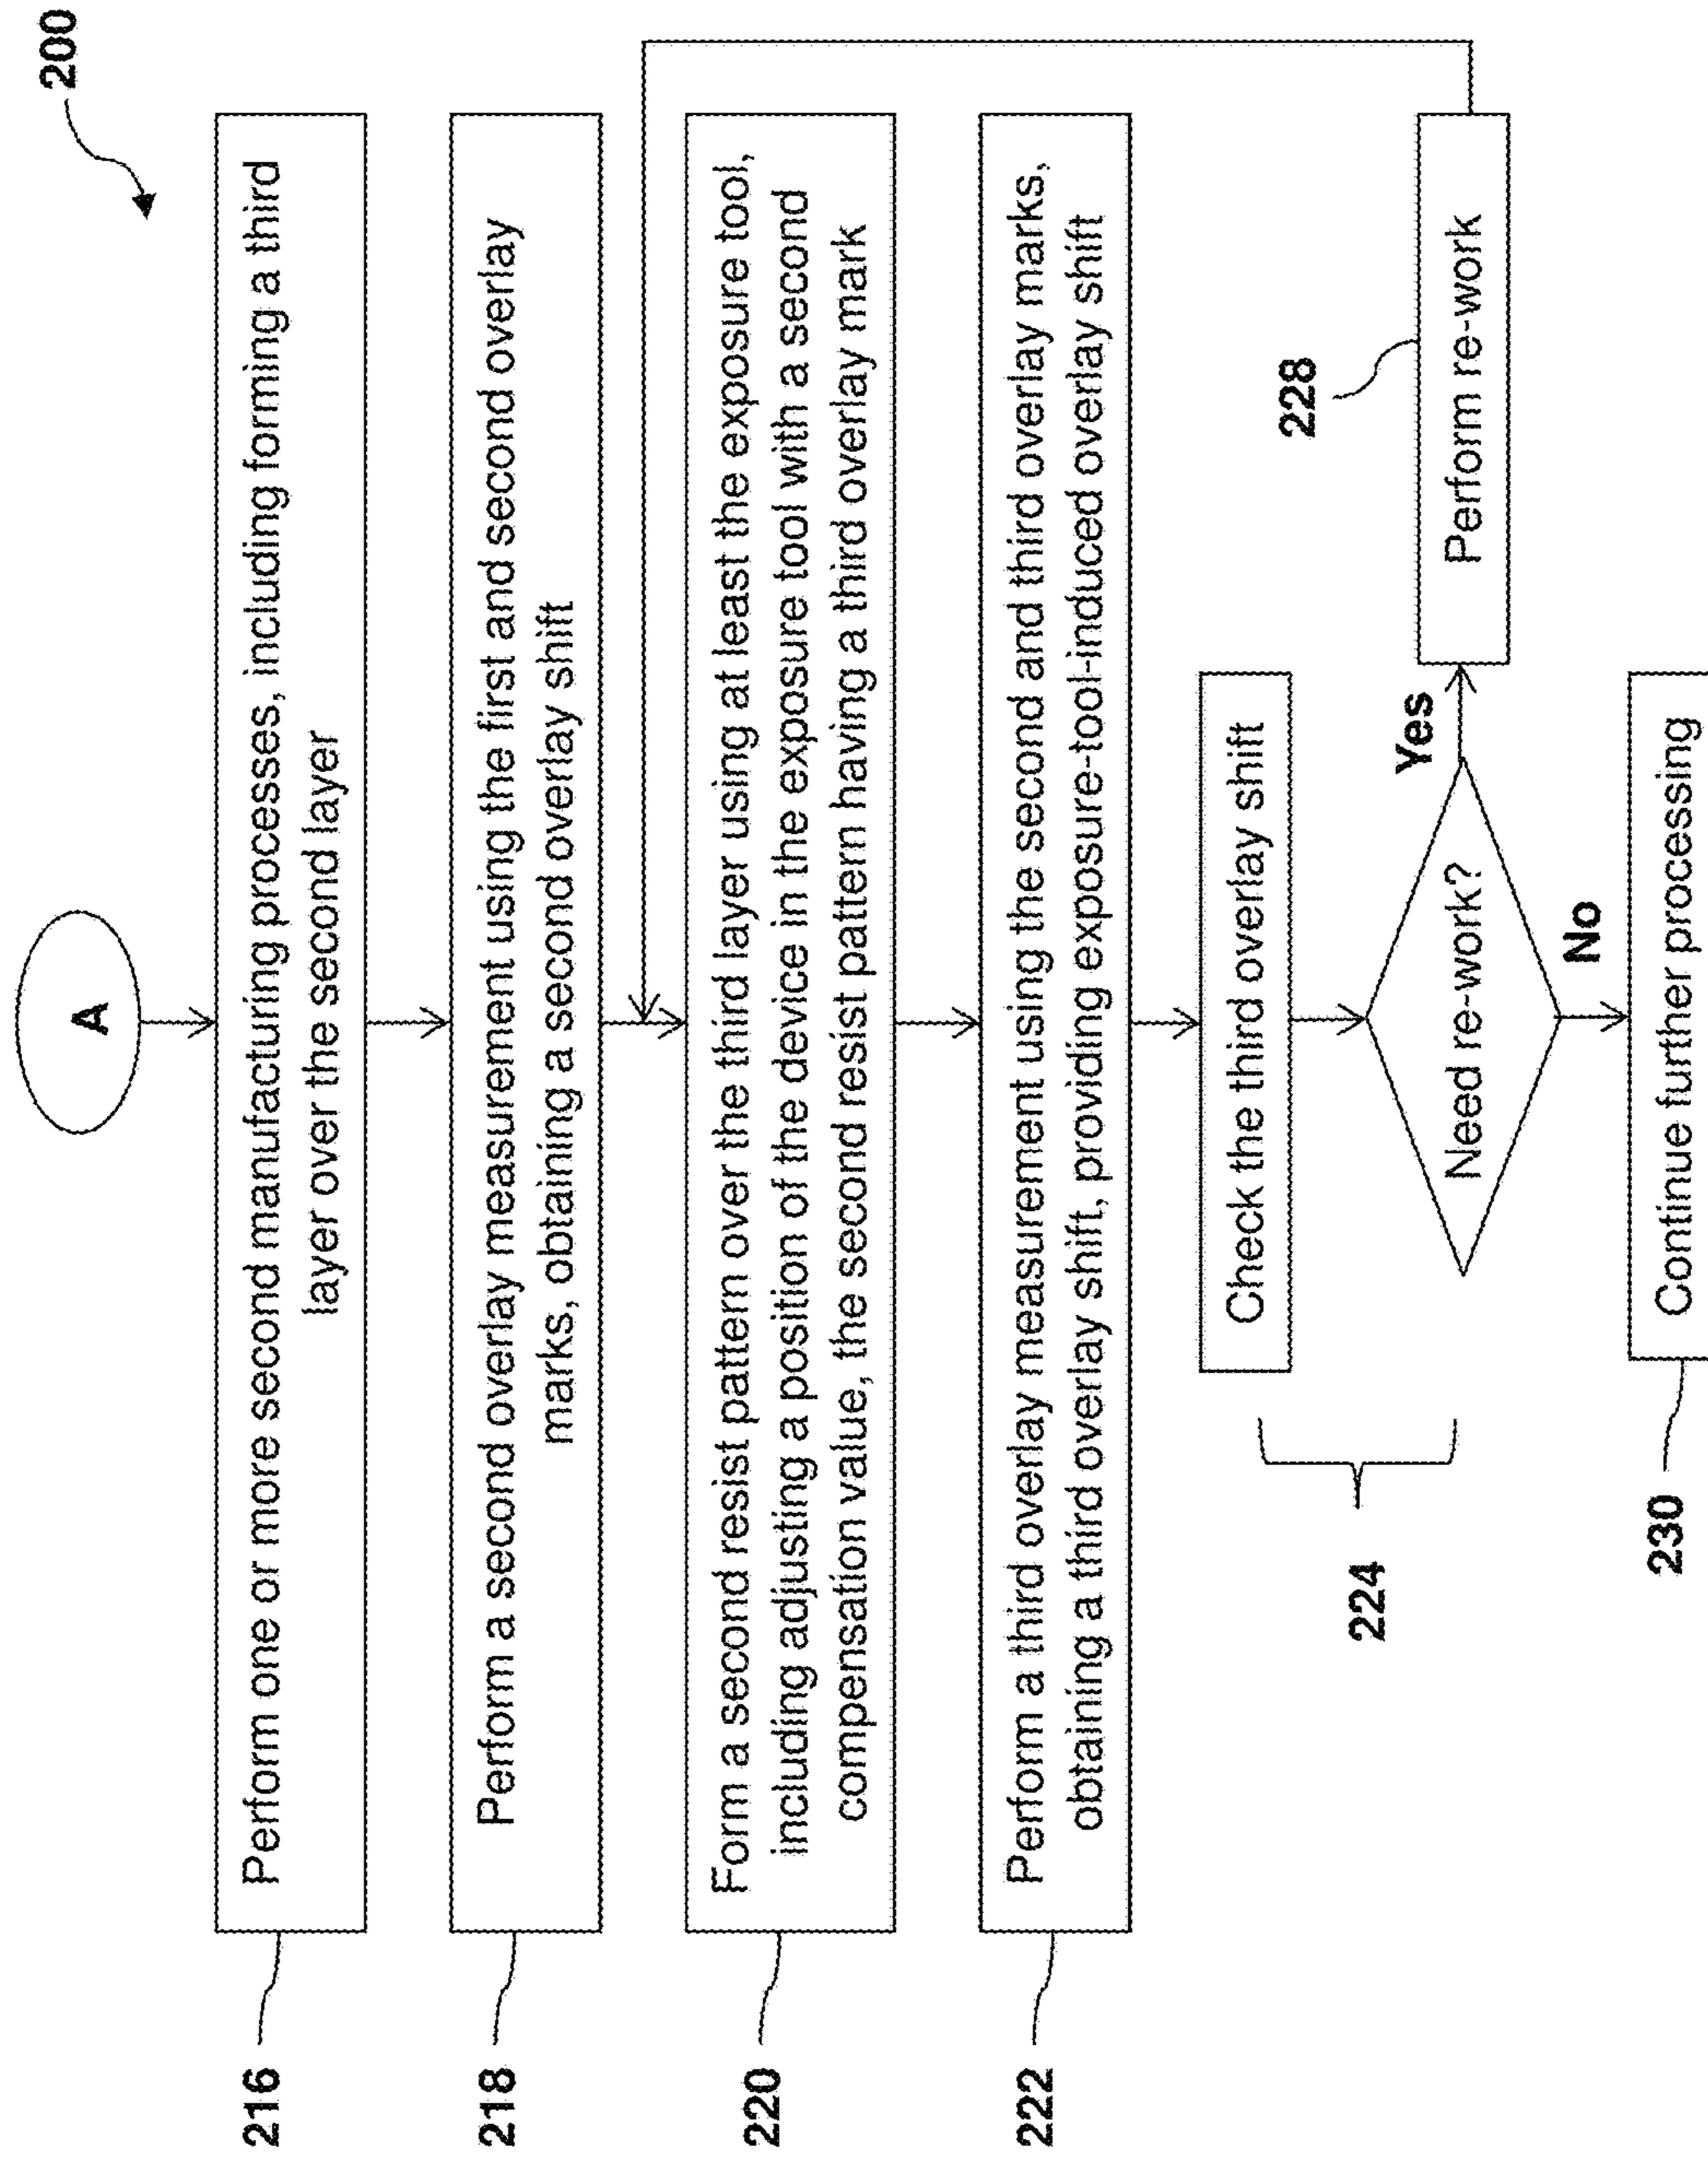 200
A
216
Perform one or more second manufacturing processes, including forming a third
layer over the second layer
218
Perform a second overlay measurement using the first and second overlay
marks, obtaining a second overlay shift
220
Form a second resist pattern over the third layer using at least the exposure tool,
including adjusting a position of the device in the exposure tool with a second
compensation value, the second resist pattern having a third overlay mark
222
Perform a third overlay measurement using the second and third overlay marks,
obtaining a third overlay shift, providing exposure-tool-induced overlay shift
224
Check the third overlay shift
Need re-work?
Yes
228
Perform re-work
No
230
Continue further processing